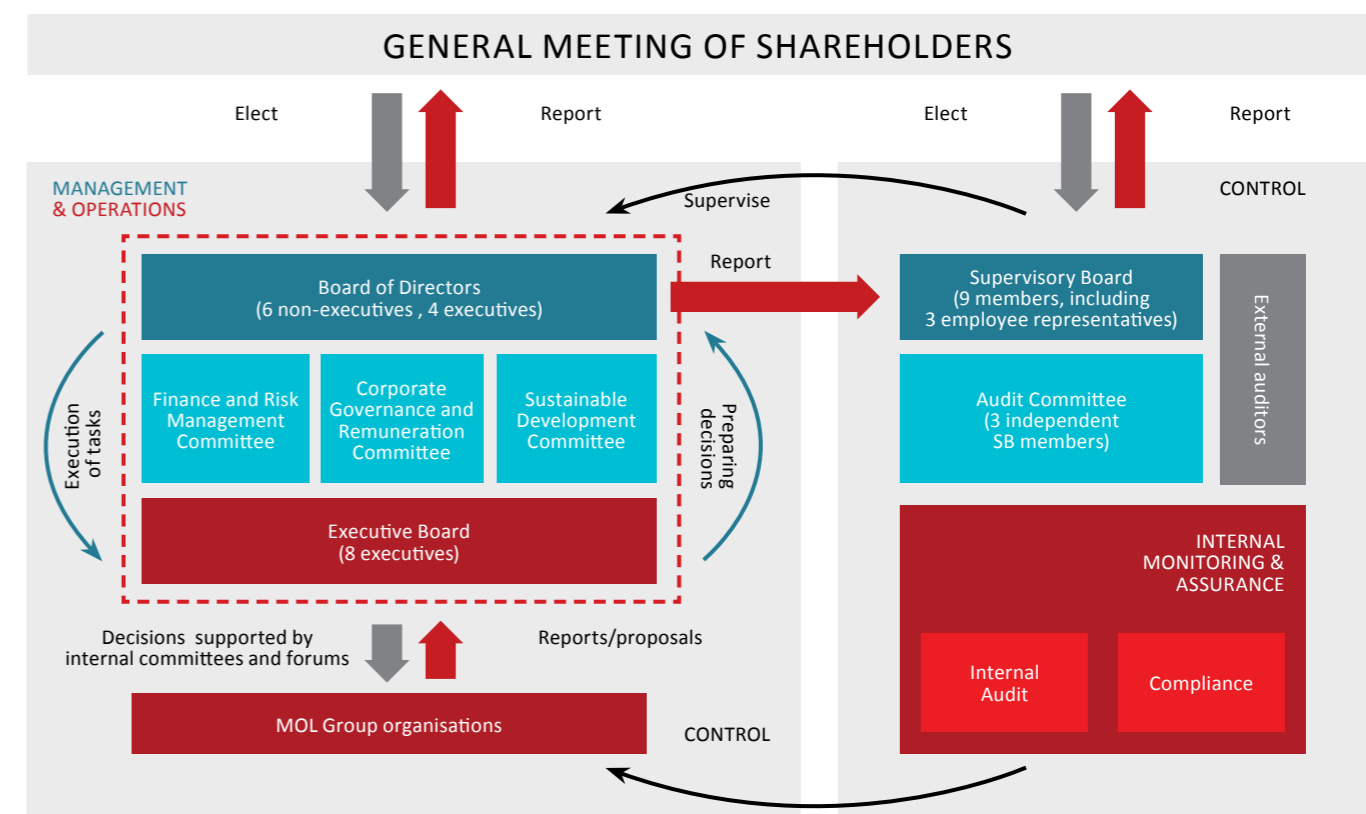 GENERAL MEETING OF SHAREHOLDERS
Elect
Report
Elect
Report
MANAGEMENT
& OPERATIONS
Supervise
CONTROL
Board of Directors
(6 non-executives , 4 executives)
Report
Supervisory Board
(9 members, including
3 employee representatives)
External auditors
Execution
of tasks
Finance and Risk
Management
Committee
Corporate
Governance and
Remuneration
Committee
Sustainable
Development
Committee
Preparing
decisions
Audit Committee
(3 independent
SB members)
Executive Board
(8 executives)
INTERNAL
MONITORING &
ASSURANCE
Decisions supported by
internal committees and forums
Reports/proposals
Internal
Audit
Compliance
MOL Group organisations
CONTROL